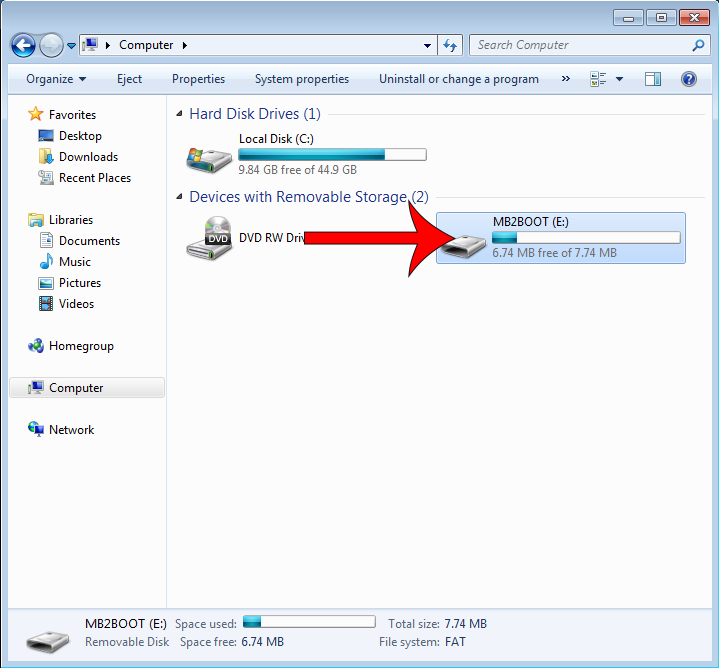 Computer
Search Computer
Organize Eject Properties System properties Uninstall or change a program »
Favorites
Desktop
Downloads
Recent Places
Libraries
Documents
Music
Pictures
Videos
Homegroup
Computer
Network
Hard Disk Drives (1)
Local Disk (C:)
9.84 GB free of 44.9 GB
Devices with Removable Storage (2)
DVD
DVD RW
MB2BOOT (E:)
6.74 MB free of 7.74 MB
MB2BOOT (E:) Space used: Total size: 7.74 MB
Removable Disk Space free: 6.74 MB File system: FAT